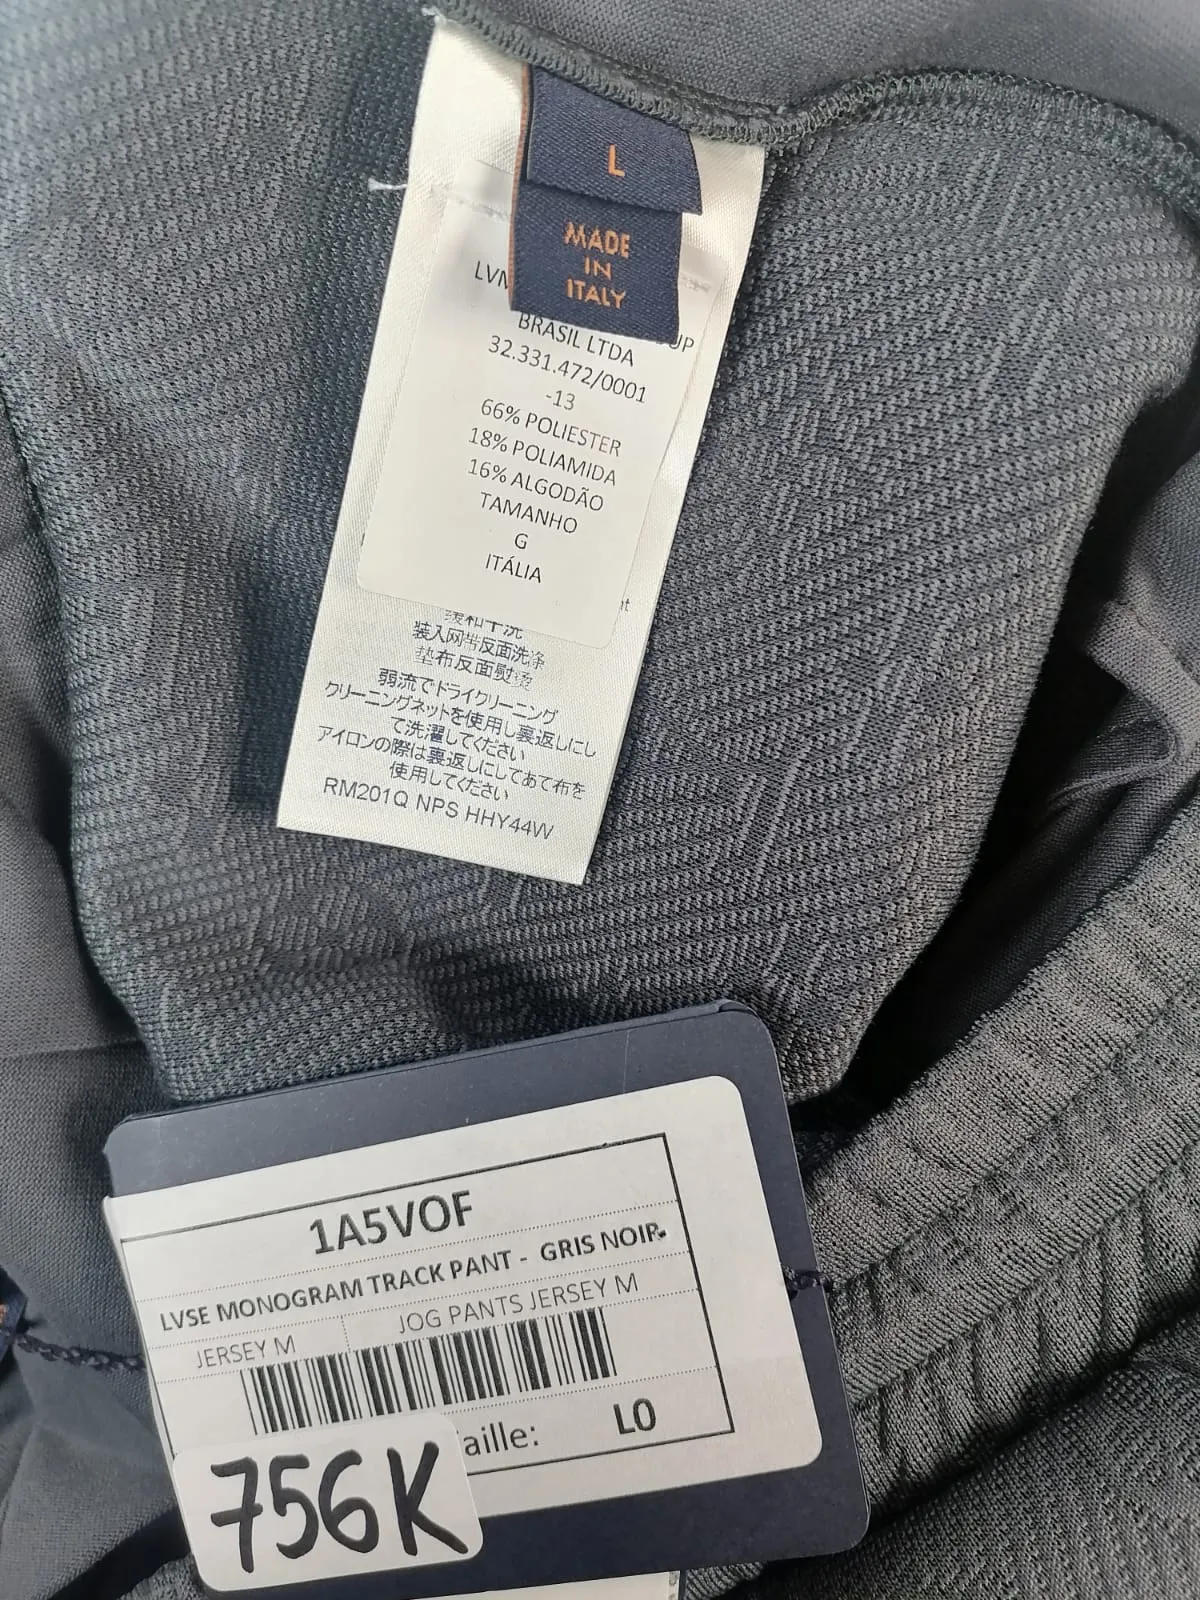 L
MADE
IN
ITALY
BRASIL LTDA
32.331.472/0001
-13
66% POLIESTER
18% POLIAMIDA
16% ALGODÃO
TAMANHO
G
ITÁLIA
缓和干洗
装入网带反面洗涤
垫布反面熨烫
弱流でドライクリーニング
クリーニングネットを使用し裏返しにし
て洗濯してください
アイロンの際は裏返しにしてあて布を
使用してください
RM201Q NPS HHY44W
1A5VOF
LVSE MONOGRAM TRACK PANT - GRIS NOIR
JERSEY M JOG PANTS JERSEY M
aille: L0
756K